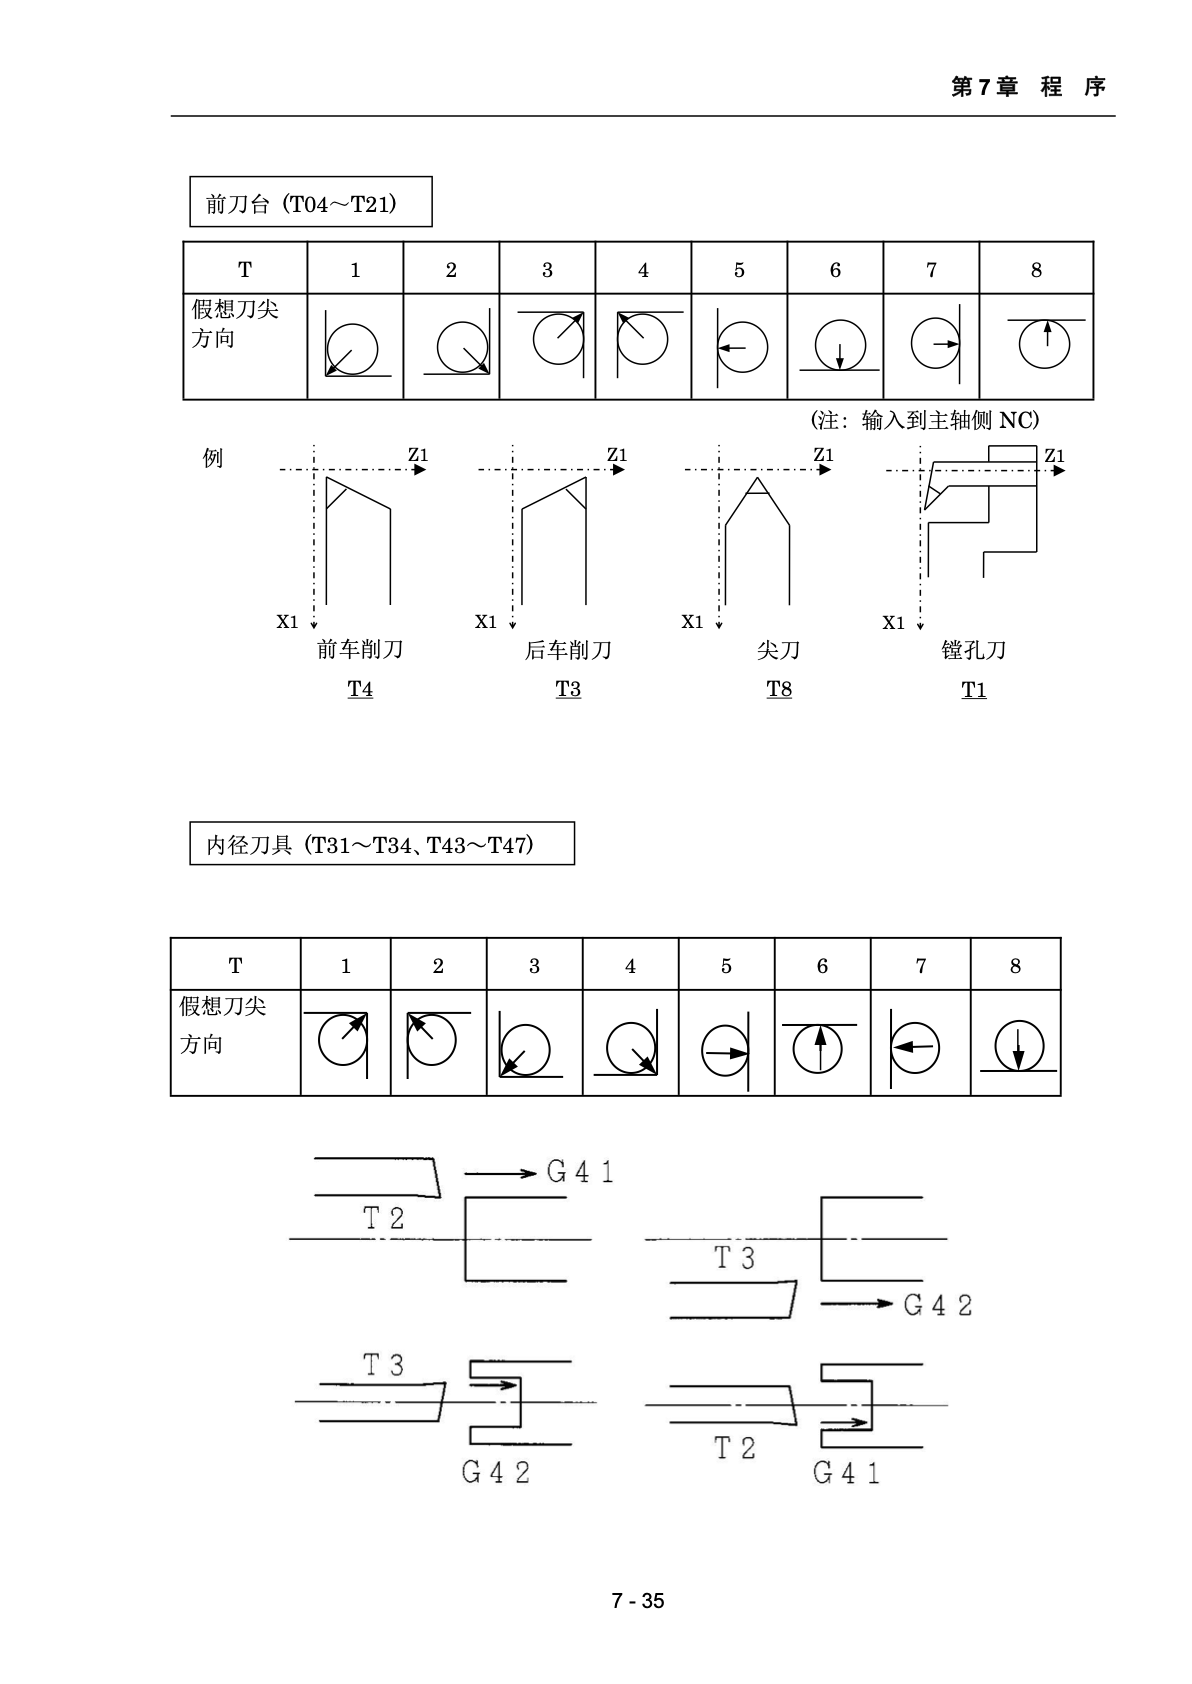 第 7 章 程 序
前刀台 (T04～T21)
T 1 2 3 4 5 6 7 8
假想刀尖
方向
(注: 输入到主轴侧 NC)
例
Z1 Z1 Z1 Z1
X1 X1 X1 X1
前车削刀 后车削刀 尖刀 镗孔刀
T4 T3 T8 T1
内径刀具 (T31～T34、T43～T47)
T 1 2 3 4 5 6 7 8
假想刀尖
方向
G41
T2
T3
G42
T3
T2
G42 G41
7 - 35